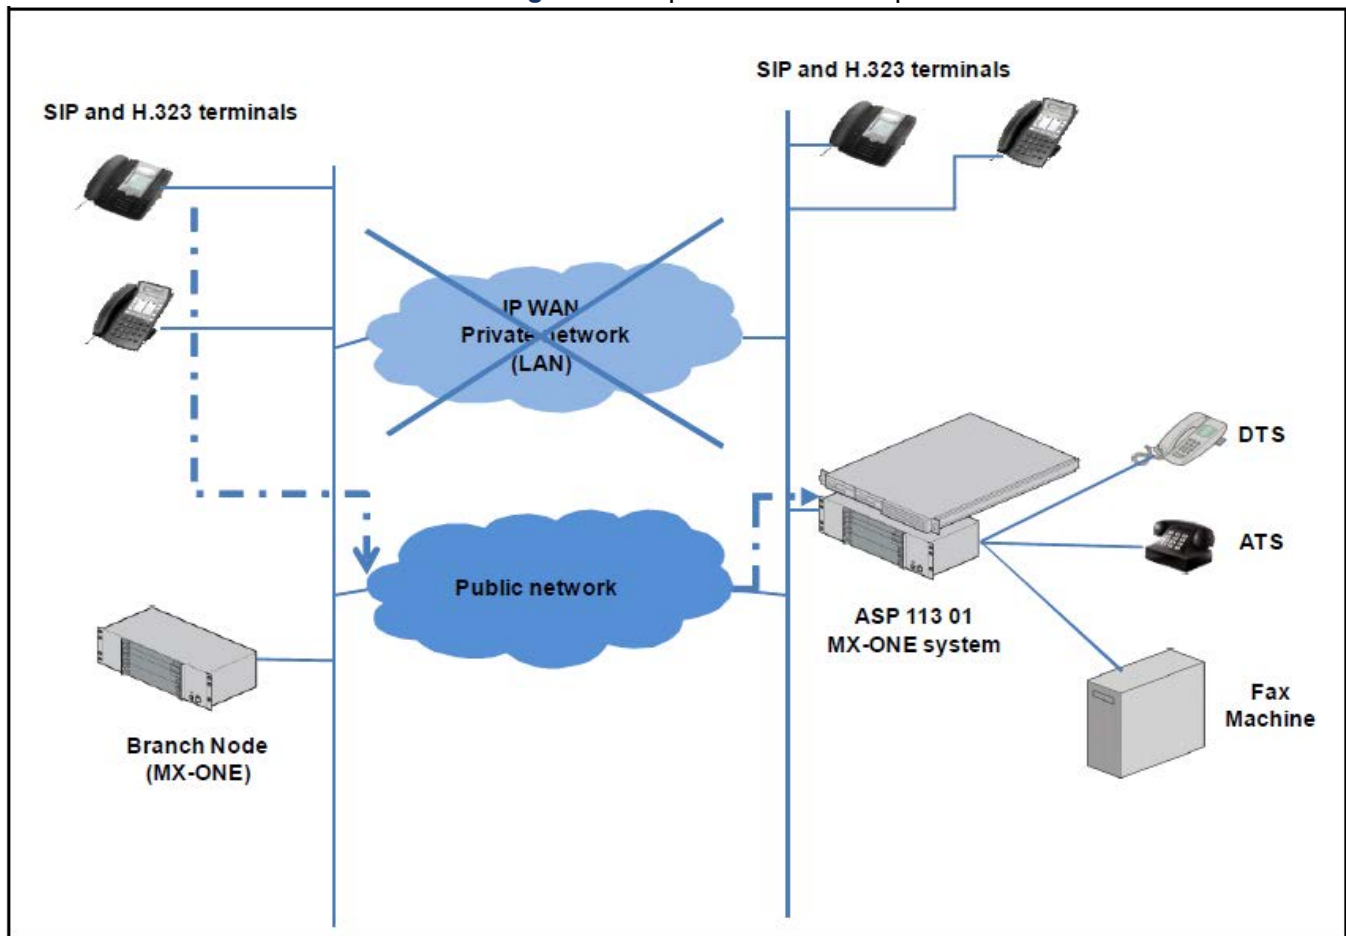 SIP and H.323 terminals
SIP and H.323 terminals
IP WAN
Private network
(LAN)
DTS
ATS
Public network
ASP 113 01
MX-ONE system
Fax
Machine
Branch Node
(MX-ONE)